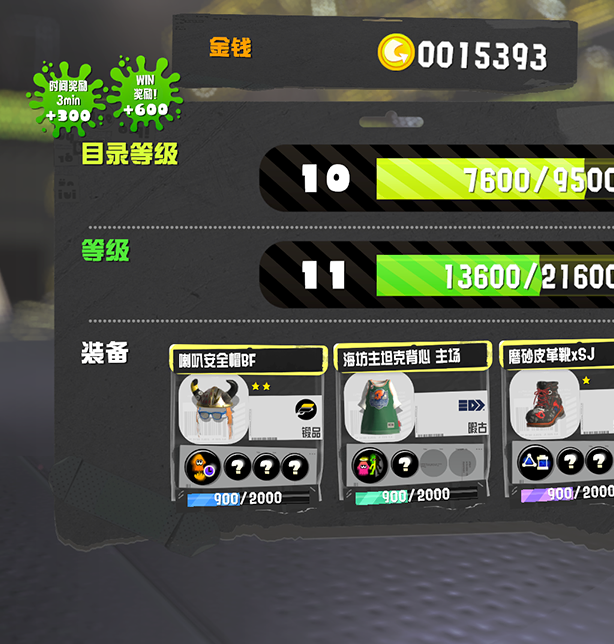 金钱
0015393
时间奖励
3min
+300
WIN
奖励!
+600
目录等级
10
7600/9500
等级
11
13600/21600
装备
喇叭安全帽BF
海坊主坦克背心 主场
磨砂皮革靴xSJ
锻品
暇古
? ? ?
?
? ?
900/2000
900/2000
900/2000